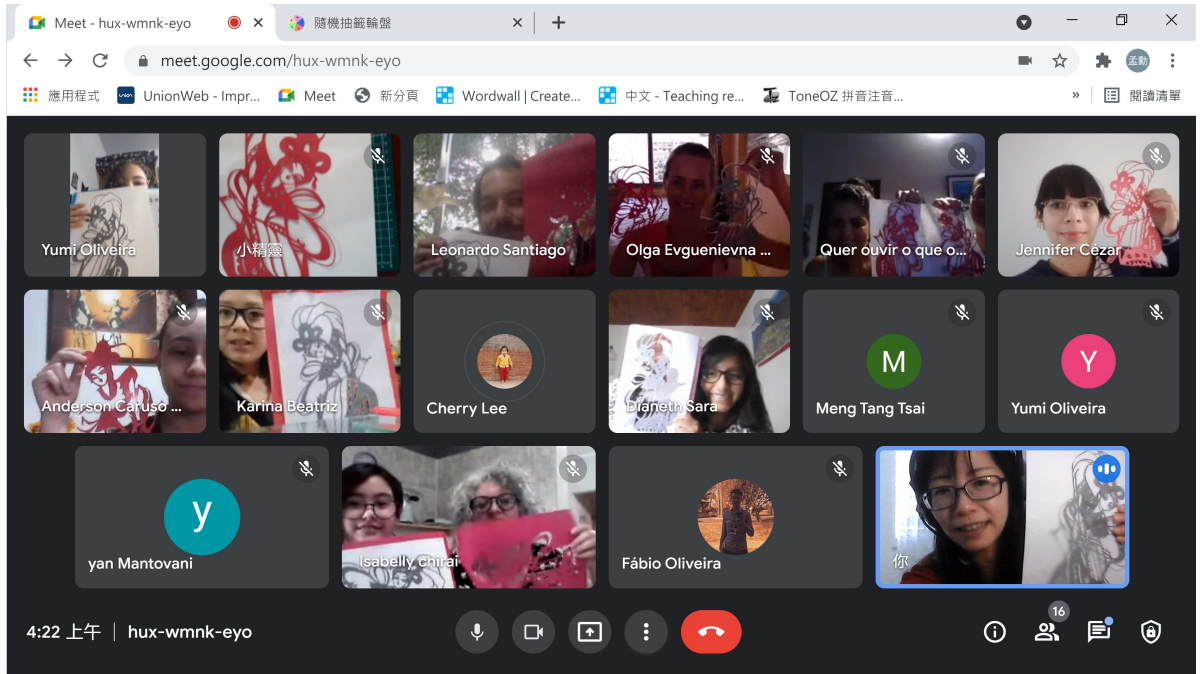 Meet - hux-wmnk-eyo
隨機抽籤輪盤
meet.google.com/hux-wmnk-eyo
孟勳
應用程式 UnionWeb - Impr... Meet 新分頁 Wordwall | Create... 中文 - Teaching re... ToneOZ 拼音注音... » 閱讀清單
Yumi Oliveira
小精靈
Leonardo Santiago
Olga Evguenievna ...
Quer ouvir o que o...
Jennifer Cézar
Anderson Caruso ...
Karina Beatriz
Cherry Lee
Dianeth Sara
M
Meng Tang Tsai
Y
Yumi Oliveira
y
yan Mantovani
Isabelly chirai
Fábio Oliveira
你
4:22 上午 | hux-wmnk-eyo
16